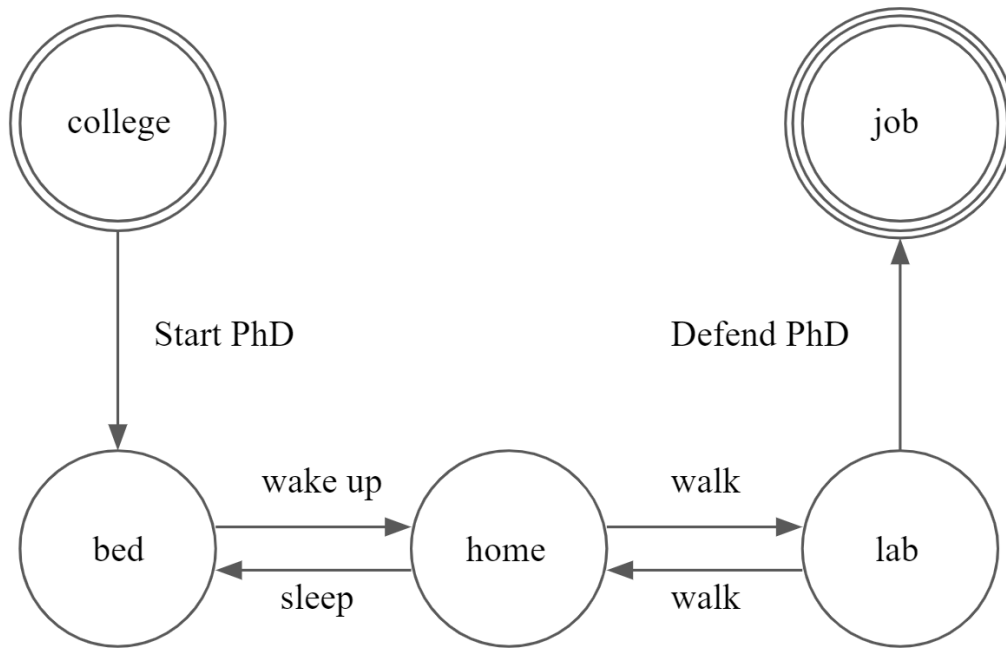 college
job
Start PhD
Defend PhD
wake up
walk
bed
home
lab
sleep
walk